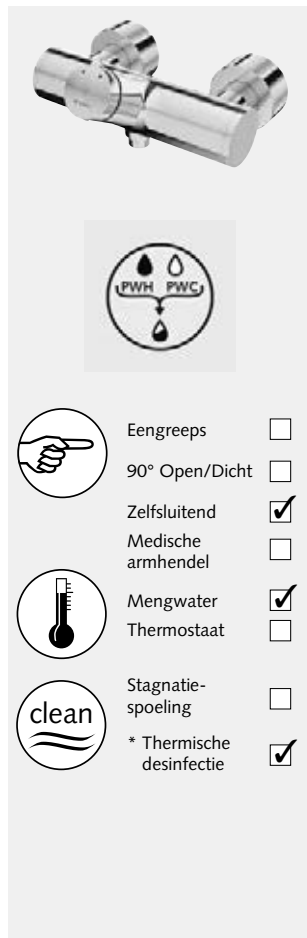 PWH PWC
Eengreeps
90° Open/Dicht
Zelfsluitend
Medische
armhendel
Mengwater
Thermostaat
clean
Stagnatie-
spoeling
* Thermische
desinfectie